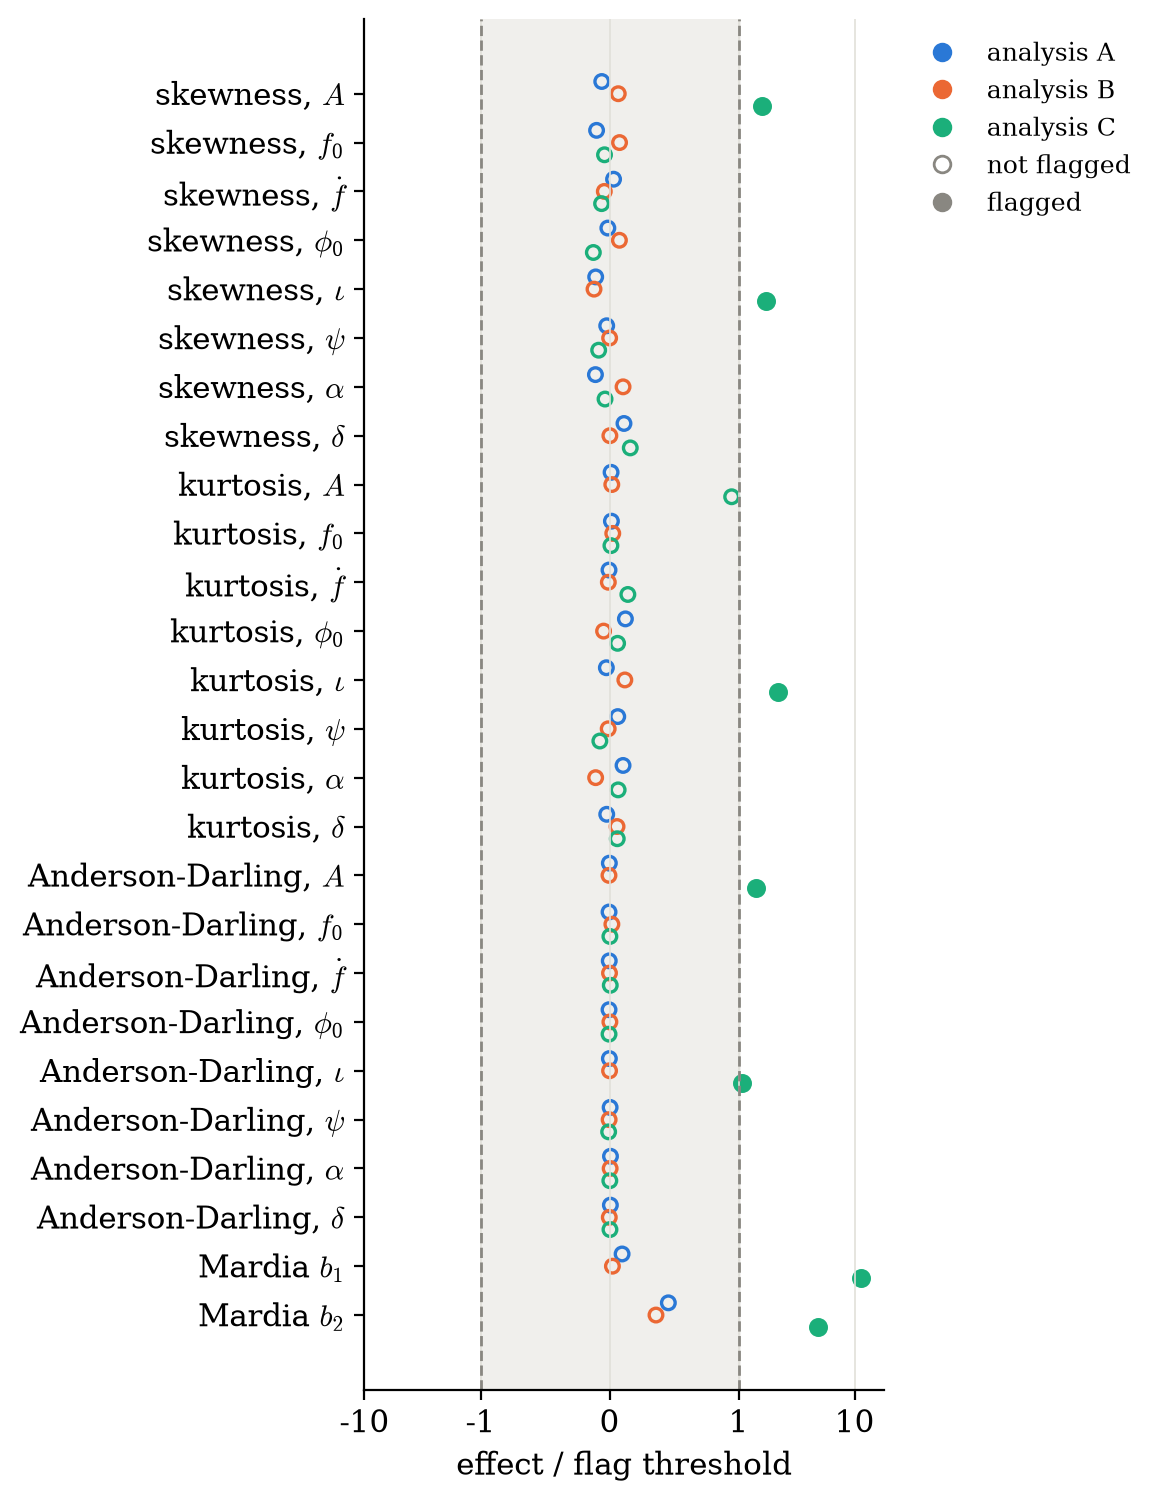 analysis A
analysis B
analysis C
not flagged
flagged
skewness, A
skewness, f₀
skewness, ḟ
skewness, ϕ₀
skewness, ι
skewness, ψ
skewness, α
skewness, δ
kurtosis, A
kurtosis, f₀
kurtosis, ḟ
kurtosis, ϕ₀
kurtosis, ι
kurtosis, ψ
kurtosis, α
kurtosis, δ
Anderson-Darling, A
Anderson-Darling, f₀
Anderson-Darling, ḟ
Anderson-Darling, ϕ₀
Anderson-Darling, ι
Anderson-Darling, ψ
Anderson-Darling, α
Anderson-Darling, δ
Mardia b₁
Mardia b₂
-10 -1 0 1 10
effect / flag threshold